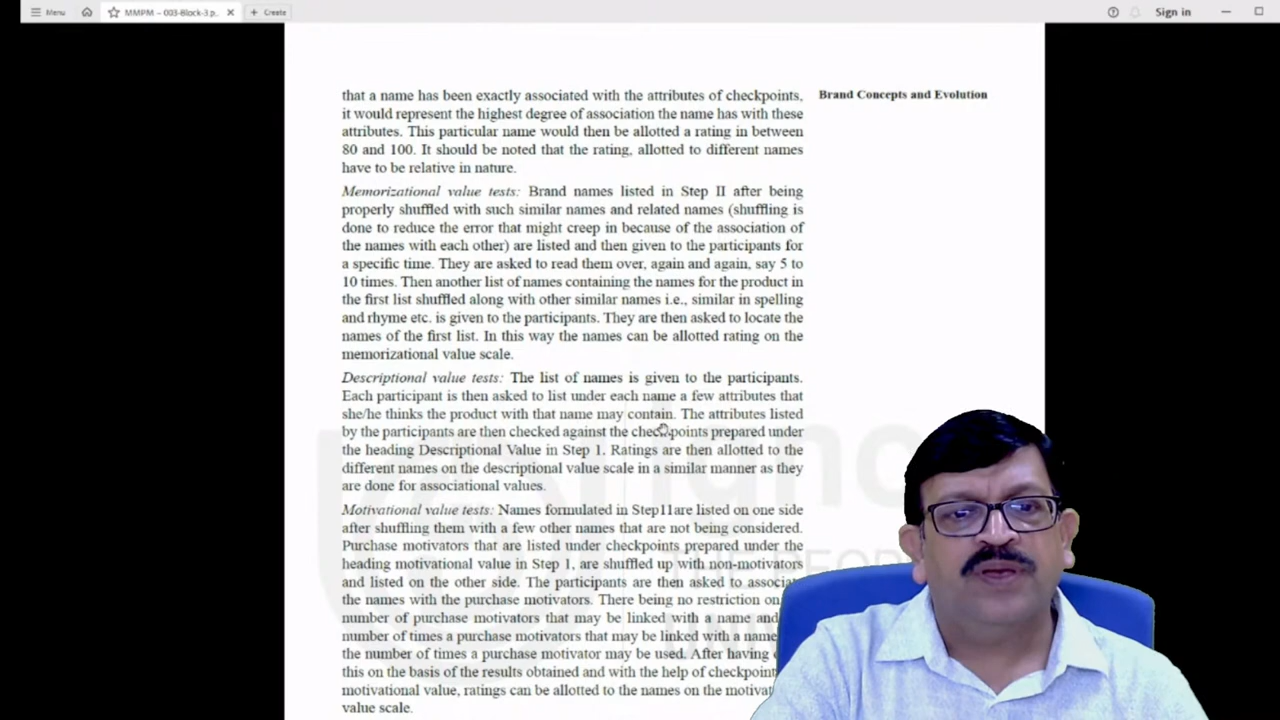 Menu
MMPM – 003-Block-3.p...
Create
Sign in
that a name has been exactly associated with the attributes of checkpoints,
it would represent the highest degree of association the name has with these
attributes. This particular name would then be allotted a rating in between
80 and 100. It should be noted that the rating, allotted to different names
have to be relative in nature.
Brand Concepts and Evolution
Memorizational value tests: Brand names listed in Step II after being
properly shuffled with such similar names and related names (shuffling is
done to reduce the error that might creep in because of the association of
the names with each other) are listed and then given to the participants for
a specific time. They are asked to read them over, again and again, say 5 to
10 times. Then another list of names containing the names for the product in
the first list shuffled along with other similar names i.e., similar in spelling
and rhyme etc. is given to the participants. They are then asked to locate the
names of the first list. In this way the names can be allotted rating on the
memorizational value scale.
Descriptional value tests: The list of names is given to the participants.
Each participant is then asked to list under each name a few attributes that
she/he thinks the product with that name may contain. The attributes listed
by the participants are then checked against the checkpoints prepared under
the heading Descriptional Value in Step 1. Ratings are then allotted to the
different names on the descriptional value scale in a similar manner as they
are done for associational values.
Motivational value tests: Names formulated in Step11are listed on one side
after shuffling them with a few other names that are not being considered.
Purchase motivators that are listed under checkpoints prepared under the
heading motivational value in Step 1, are shuffled up with non-motivators
and listed on the other side. The participants are then asked to associa
the names with the purchase motivators. There being no restriction on
number of purchase motivators that may be linked with a name and
number of times a purchase motivators that may be linked with a name
the number of times a purchase motivator may be used. After having
this on the basis of the results obtained and with the help of checkpoint
motivational value, ratings can be allotted to the names on the motiva
value scale.